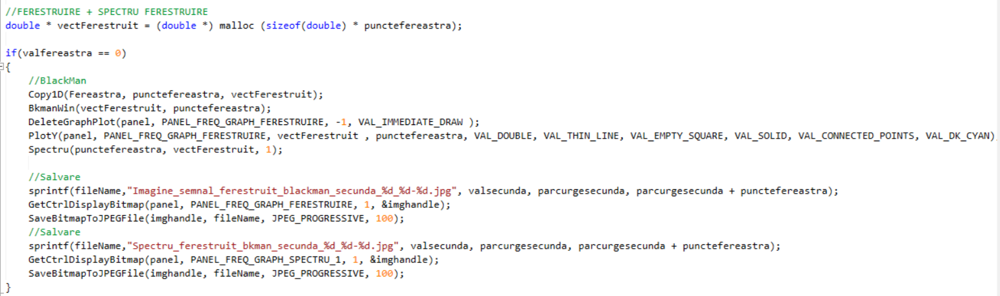 //FERESTRUIRE + SPECTRU FERESTRUIRE
double * vectFerestruit = (double *) malloc (sizeof(double) * punctefereastra);
if(valfereastra == 0)
{
//BlackMan
Copy1D(Fereastra, punctefereastra, vectFerestruit);
BkmanWin(vectFerestruit, punctefereastra);
DeleteGraphPlot(panel, PANEL_FREQ_GRAPH_FERESTRUIRE, -1, VAL_IMMEDIATE_DRAW );
PlotY(panel, PANEL_FREQ_GRAPH_FERESTRUIRE, vectFerestruit , punctefereastra, VAL_DOUBLE, VAL_THIN_LINE, VAL_EMPTY_SQUARE, VAL_SOLID, VAL_CONNECTED_POINTS, VAL_DK_CYAN)
Spectru(punctefereastra, vectFerestruit, 1);
//Salvare
sprintf(fileName,"Imagine_semnal_ferestruit_blackman_secunda_%d_%d-%d.jpg", valsecunda, parcurgesecunda, parcurgesecunda + punctefereastra);
GetCtrlDisplayBitmap(panel, PANEL_FREQ_GRAPH_FERESTRUIRE, 1, &imghandle);
SaveBitmapToJPEGFile(imghandle, fileName, JPEG_PROGRESSIVE, 100);
//Salvare
sprintf(fileName,"Spectru_ferestruit_bkman_secunda_%d_%d-%d.jpg", valsecunda, parcurgesecunda, parcurgesecunda + punctefereastra);
GetCtrlDisplayBitmap(panel, PANEL_FREQ_GRAPH_SPECTRU_1, 1, &imghandle);
SaveBitmapToJPEGFile(imghandle, fileName, JPEG_PROGRESSIVE, 100);
}